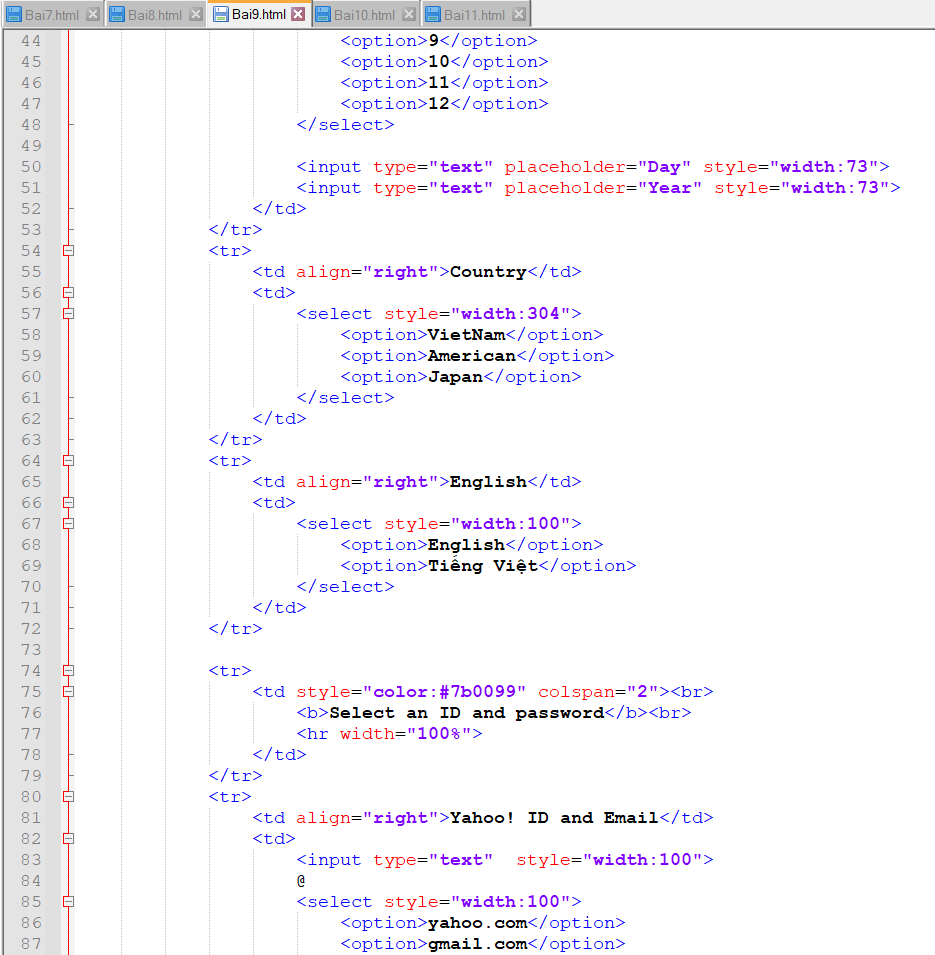 Bai7.html Bai8.html Bai9.html Bai10.html Bai11.html
44 <option>9</option>
45 <option>10</option>
46 <option>11</option>
47 <option>12</option>
48 </select>
49
50 <input type="text" placeholder="Day" style="width:73">
51 <input type="text" placeholder="Year" style="width:73">
52 </td>
53 </tr>
54 <tr>
55 <td align="right">Country</td>
56 <td>
57 <select style="width:304">
58 <option>VietNam</option>
59 <option>American</option>
60 <option>Japan</option>
61 </select>
62 </td>
63 </tr>
64 <tr>
65 <td align="right">English</td>
66 <td>
67 <select style="width:100">
68 <option>English</option>
69 <option>Tiếng Việt</option>
70 </select>
71 </td>
72 </tr>
73
74 <tr>
75 <td style="color:#7b0099" colspan="2"><br>
76 <b>Select an ID and password</b><br>
77 <hr width="100%">
78 </td>
79 </tr>
80 <tr>
81 <td align="right">Yahoo! ID and Email</td>
82 <td>
83 <input type="text"  style="width:100">
84 @
85 <select style="width:100">
86 <option>yahoo.com</option>
87 <option>gmail.com</option>